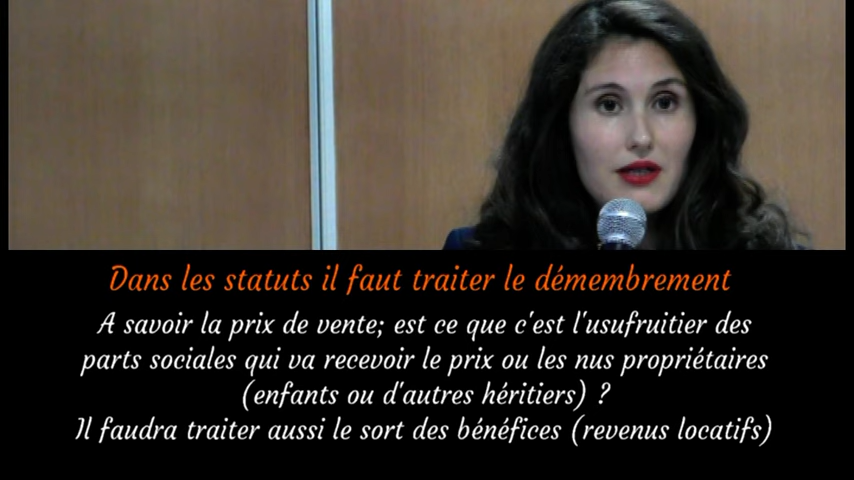 Dans les statuts il faut traiter le démembrement
A savoir la prix de vente; est ce que c'est l'usufruitier des
parts sociales qui va recevoir le prix ou les nus propriétaires
(enfants ou d'autres héritiers) ?
Il faudra traiter aussi le sort des bénéfices (revenus locatifs)